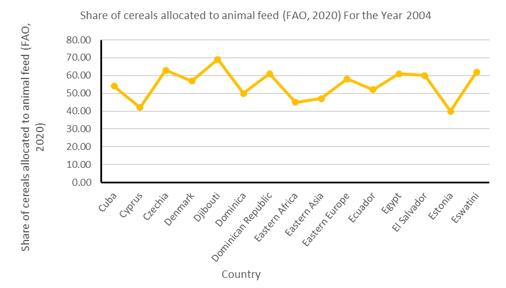 Share of cereals allocated to animal feed (FAO, 2020) For the Year 2004
Share of cereals allocated to animal feed (FAO,
2020)
80.00
70.00
60.00
50.00
40.00
30.00
20.00
10.00
0.00
Cuba
Cyprus
Czechia
Denmark
Djibouti
Dominica
Dominican Republic
Eastern Africa
Eastern Asia
Eastern Europe
Ecuador
Egypt
El Salvador
Estonia
Eswatini
Country